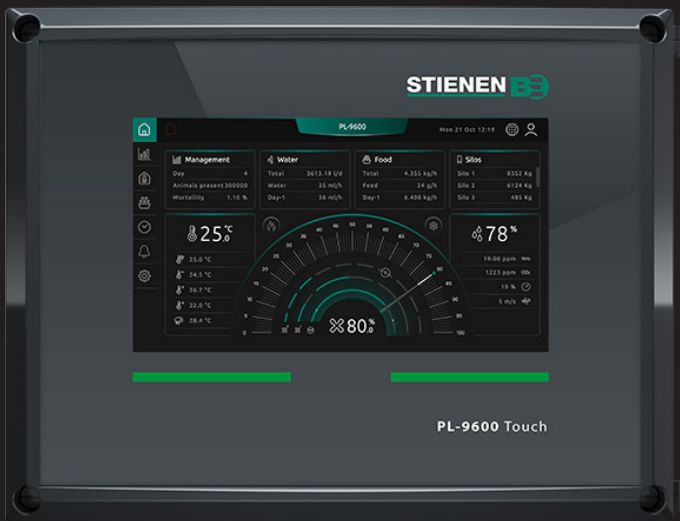 STIENEN BE
PL-9600
Mon 21 Oct 12:19
Management
Day 4
Animals present 300000
Mortality 1.10 %
Water
Total 3613.19 l/d
Water 35 ml/h
Day-1 36 ml/h
Food
Total 4.355 kg/h
Feed 24 g/h
Day-1 6.400 kg/h
Silos
Silo 1 8352 Kg
Silo 2 6124 Kg
Silo 3 485 Kg
25.0 °C
25.0 °C
24.5 °C
26.7 °C
22.0 °C
28.4 °C
0 5 10 15 20 25 30 35 40 45 50 55 60 65 70 75 80 85 90 95 100
80.0 %
78 %
19.00 ppm NH₃
1223 ppm CO₂
19 %
5 m/s
PL-9600 Touch